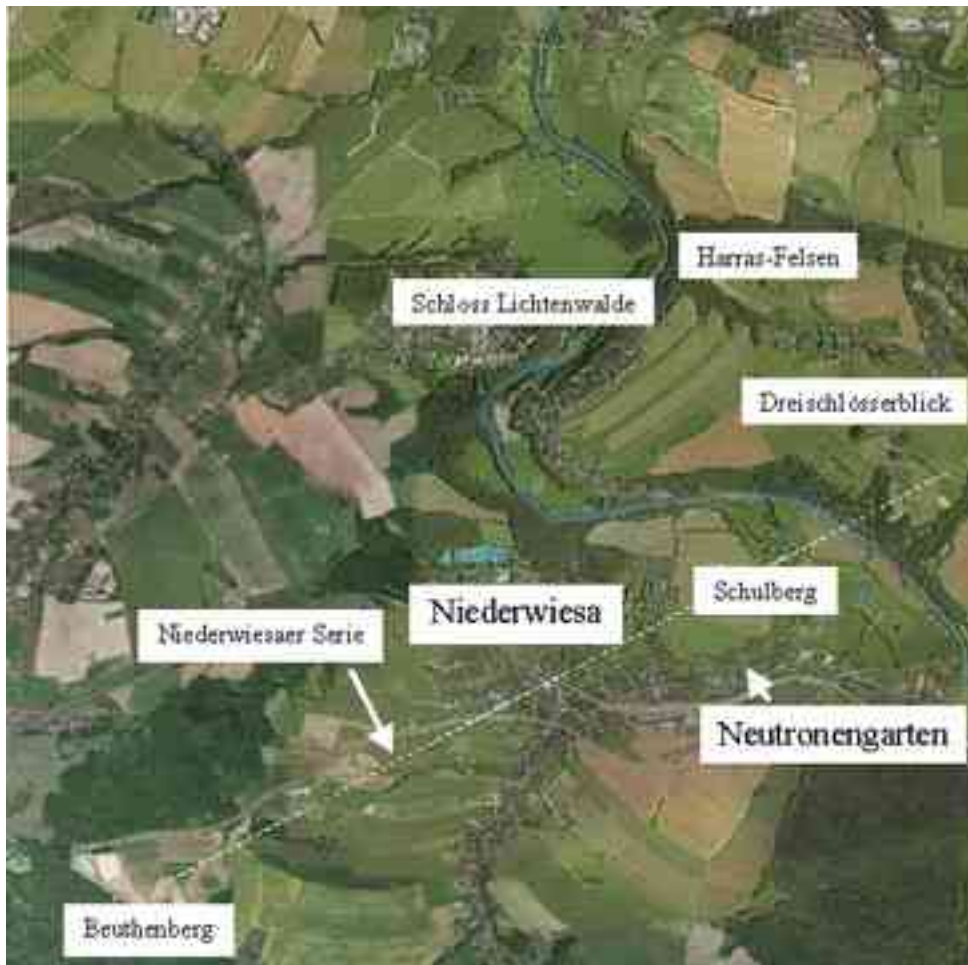 Harras-Felsen
Schloss Lichtenwalde
Dreischlösserblick
Schulberg
Niederwiesa
Niederwiesaer Serie
Neutronengarten
Beuthenberg